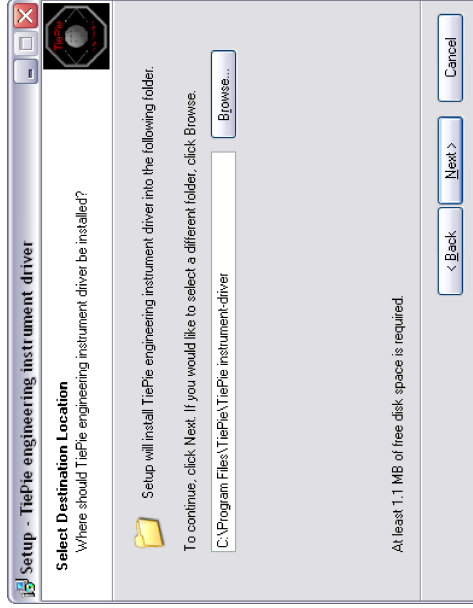 Setup - TiePie engineering instrument driver
Select Destination Location
Where should TiePie engineering instrument driver be installed?
TiePie
Setup will install TiePie engineering instrument driver into the following folder.
To continue, click Next. If you would like to select a different folder, click Browse.
C:\Program Files\TiePie\TiePie instrument-driver
Browse...
At least 1.1 MB of free disk space is required.
< Back
Next >
Cancel